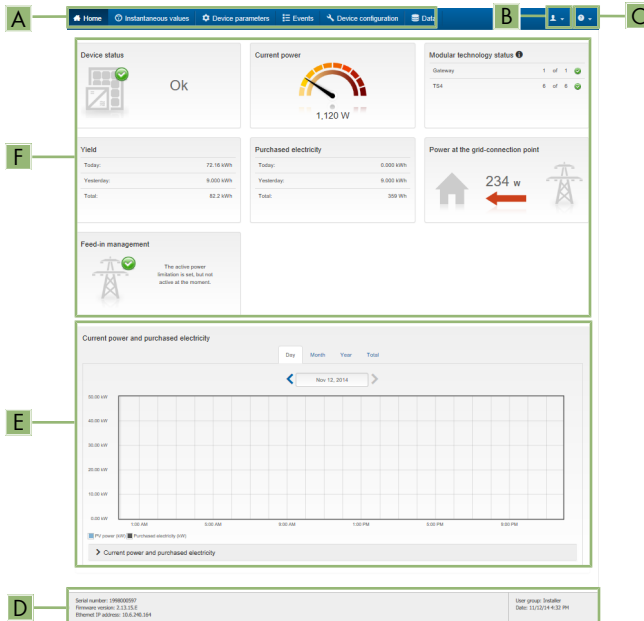 A
Home Instantaneous values Device parameters Events Device configuration Data
B
C
Device status
Ok
Current power
1,120 W
Modular technology status
Gateway 1 of 1
TS4 6 of 6
F
Yield
Today: 72.16 kWh
Yesterday: 9.000 kWh
Total: 82.2 kWh
Purchased electricity
Today: 0.000 kWh
Yesterday: 9.000 kWh
Total: 359 Wh
Power at the grid-connection point
234 w
Feed-in management
The active power
limitation is set, but not
active at the moment.
E
Current power and purchased electricity
Day Month Year Total
Nov 12, 2014
50.00 kW
40.00 kW
30.00 kW
20.00 kW
10.00 kW
0.00 kW
1:00 AM 5:00 AM 9:00 AM 1:00 PM 5:00 PM 9:00 PM
PV power (kW) Purchased electricity (kW)
Current power and purchased electricity
D
Serial number: 1998000597
Firmware version: 2.13.15.E
Ethernet IP address: 10.6.240.164
User group: Installer
Date: 11/12/14 4:32 PM